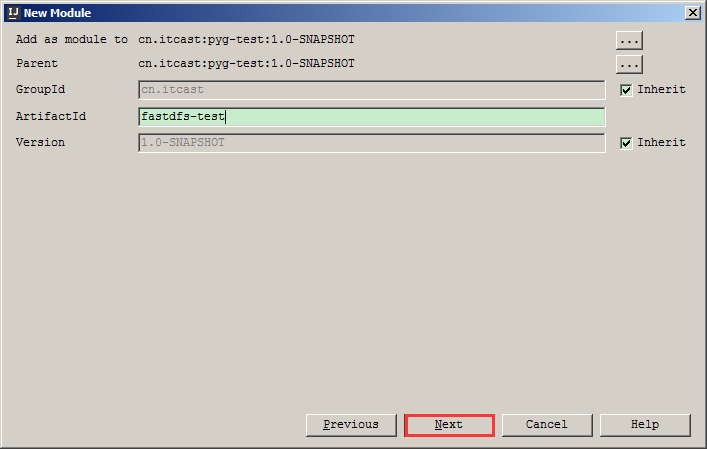 IJ New Module
Add as module to cn.itcast:pyg-test:1.0-SNAPSHOT ...
Parent cn.itcast:pyg-test:1.0-SNAPSHOT ...
GroupId cn.itcast Inherit
ArtifactId fastdfs-test
Version 1.0-SNAPSHOT Inherit
Previous Next Cancel Help